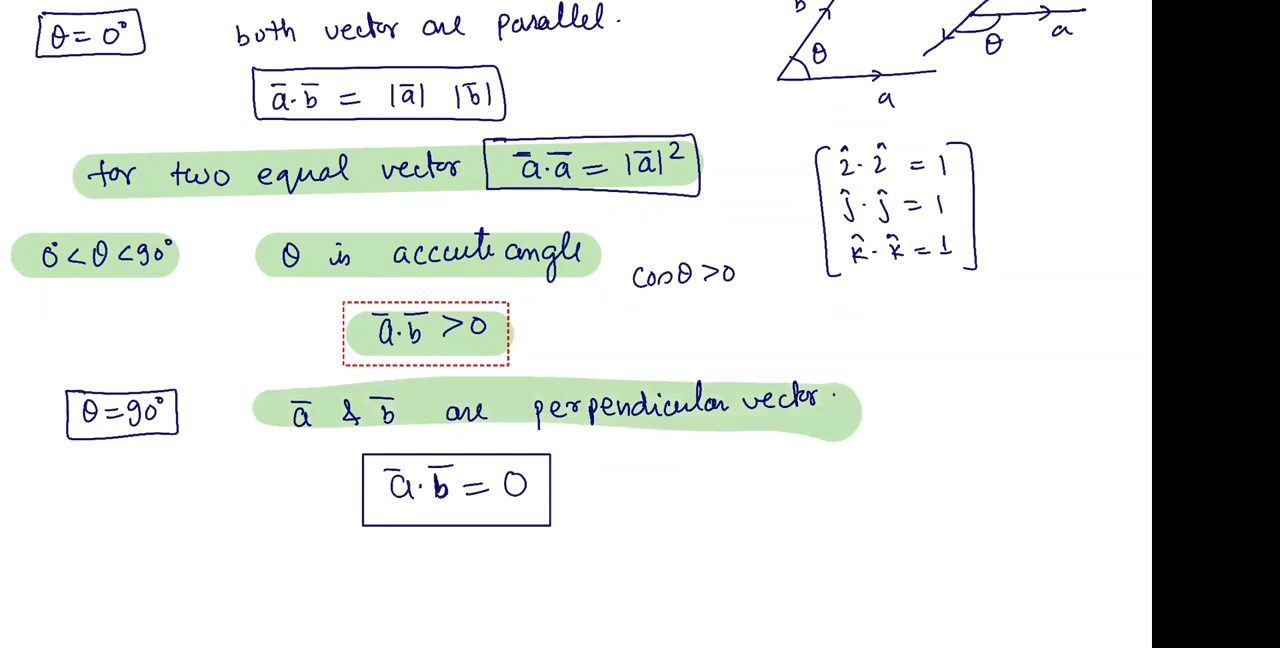 θ = 0° both vector are parallel.
b
θ
a
θ
a
a̅·b̅ = |a̅| |b̅|
for two equal vector a̅·a̅ = |a̅|²
î·î = 1
ĵ·ĵ = 1
k̂·k̂ = 1
0° < θ < 90° θ is accute angle
cosθ > 0
a̅·b̅ > 0
θ = 90° a̅ & b̅ are perpendicular vector.
a̅·b̅ = 0